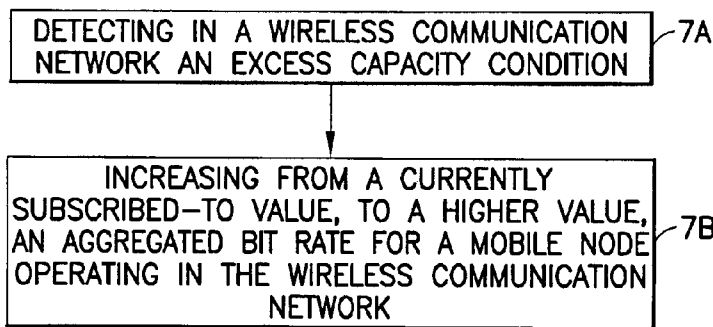 DETECTING IN A WIRELESS COMMUNICATION
NETWORK AN EXCESS CAPACITY CONDITION
7A
INCREASING FROM A CURRENTLY
SUBSCRIBED-TO VALUE, TO A HIGHER VALUE,
AN AGGREGATED BIT RATE FOR A MOBILE NODE
OPERATING IN THE WIRELESS COMMUNICATION
NETWORK
7B